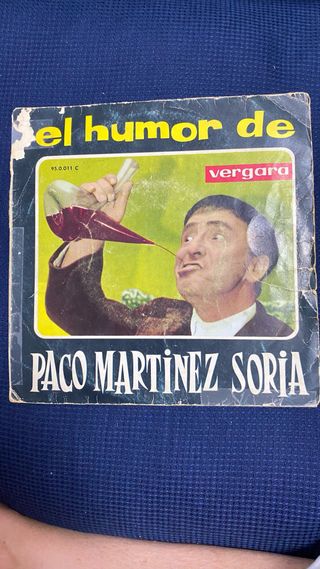 el humor de
95.0.011 C
vergara
PACO MARTINEZ SORIA